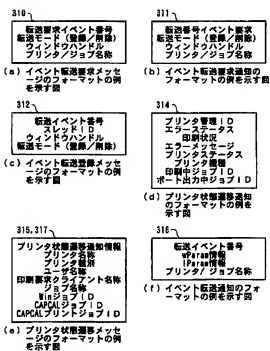 310
転送要求イベント番号
転送モード(登録/削除)
ウィンドウハンドル
プリンタ/ジョブ名称
(a) イベント転送要求メッセ
ージのフォーマットの例
を示す図
311
転送番号イベント要求
転送モード(登録/削除)
ウィンドウハンドル
プリンタ/ジョブ名称
(b) イベント転送要求通知の
フォーマットの例を示す図
312
イベント番号
スレッドID
ウィンドウハンドル
転送モード(登録/削除)
(c) イベント転送登録メッセ
ージのフォーマットの例
を示す図
314
プリンタ管理ID
エラーステータス
印刷状況
エラーメッセージ
プリンタステータス
プリンタ機種
印刷中ジョブID
ポート出力中ジョブID
(d) プリンタ状態遷移通知
のフォーマットの例を
示す図
315,317
プリンタ状態遷移通知情報
プリンタ名称
プリンタ種別
ユーザ名称
印刷要求クライアント名称
ジョブ名称
WinジョブID
CAPCALジョブID
CAPCALプリントジョブID
(e) プリンタ状態遷移メッセ
ージのフォーマットの例
を示す図
316
転送イベント番号
wParam情報
lParam情報
プリンタ/ジョブ名称
(f) イベント転送通知のフォ
ーマットの例を示す図